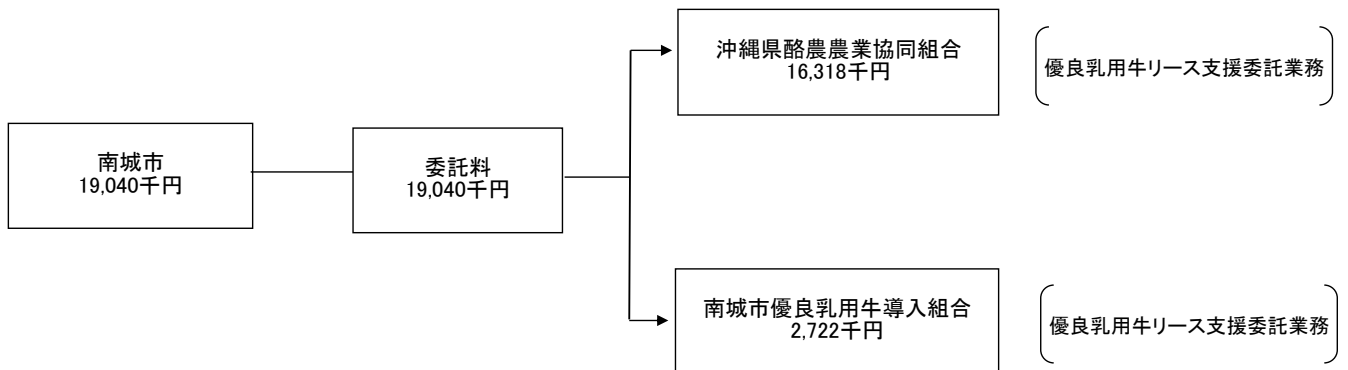 南城市
19,040千円
委託料
19,040千円
沖縄県酪農農業協同組合
16,318千円
優良乳用牛リース支援委託業務
南城市優良乳用牛導入組合
2,722千円
優良乳用牛リース支援委託業務